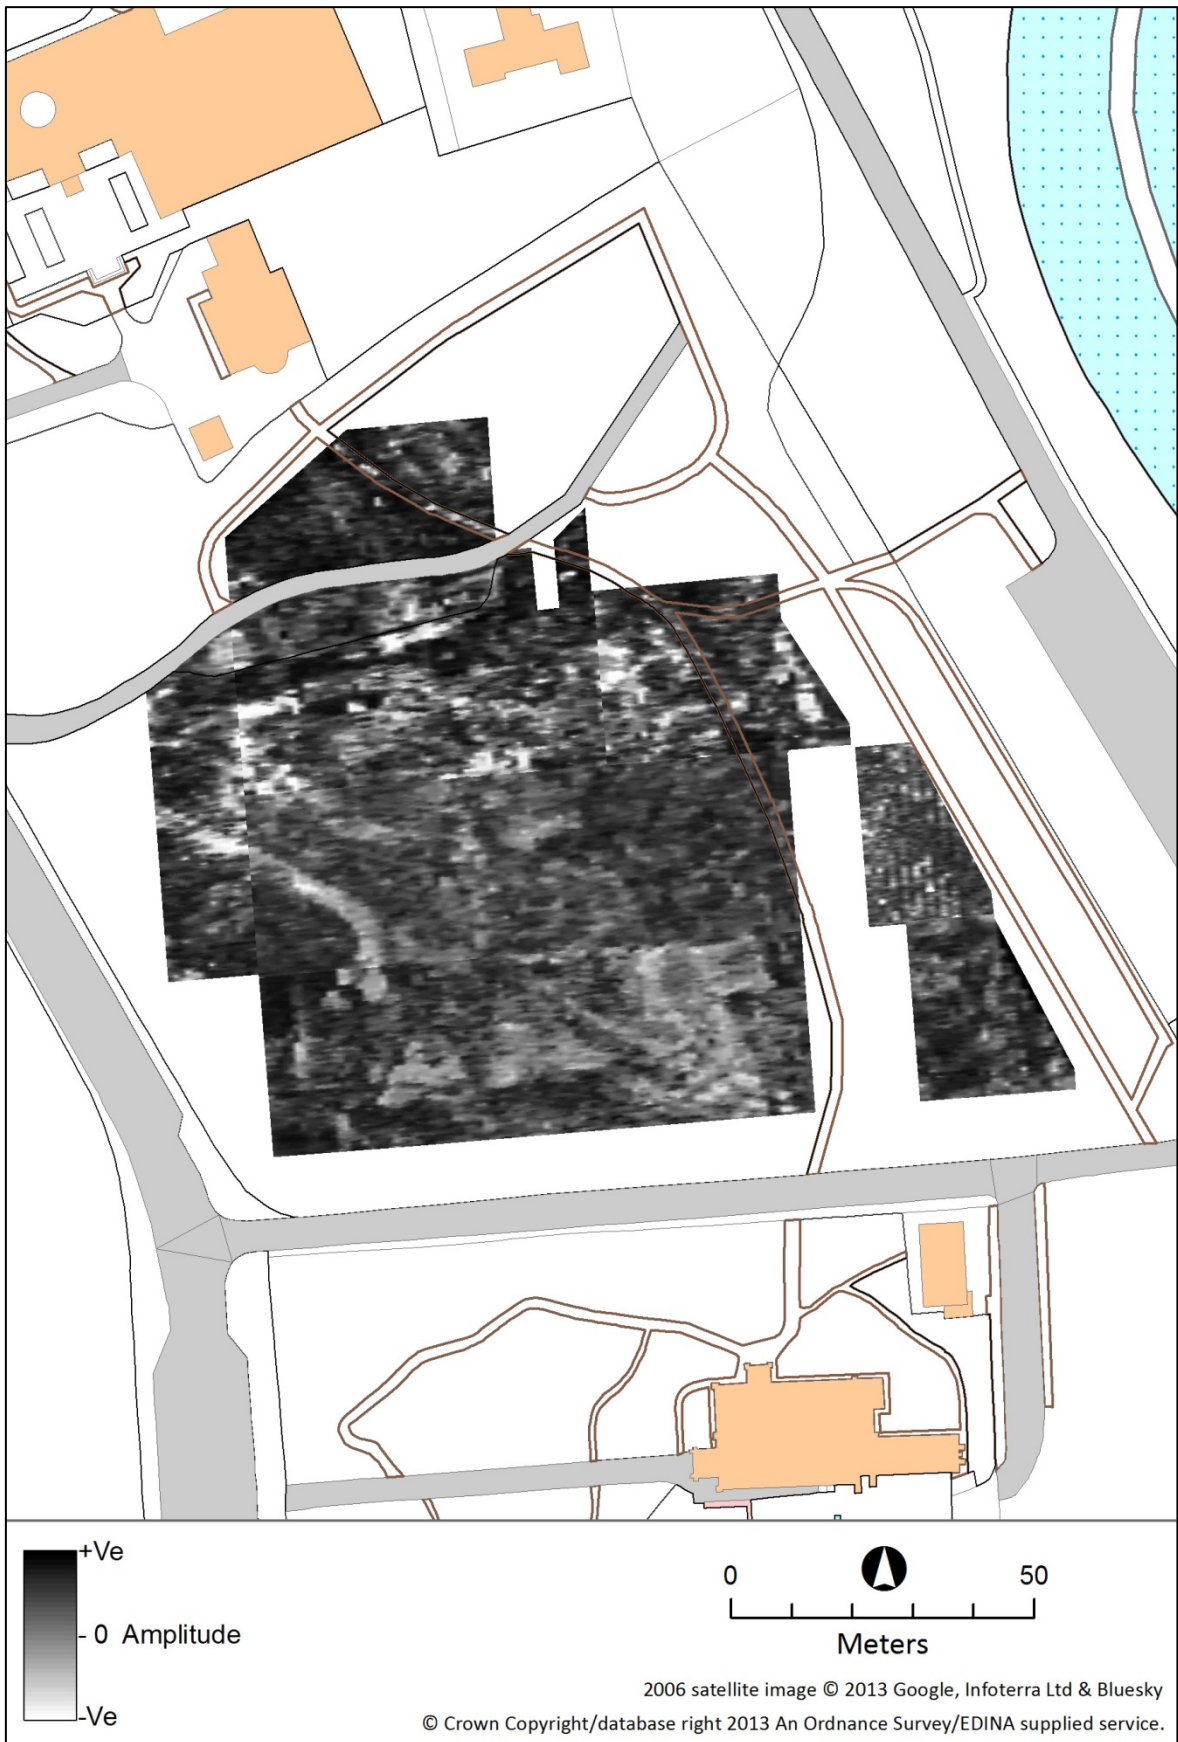 +Ve
- 0 Amplitude
-Ve
0 50
Meters
2006 satellite image © 2013 Google, Infoterra Ltd & Bluesky
© Crown Copyright/database right 2013 An Ordnance Survey/EDINA supplied service.